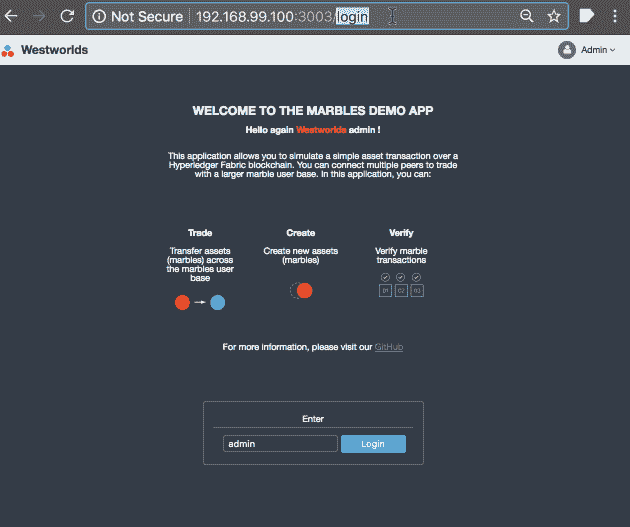 Not Secure 192.168.99.100:3003/login
Westworlds
Admin
WELCOME TO THE MARBLES DEMO APP
Hello again Westworlds admin !
This application allows you to simulate a simple asset transaction over a
Hyperledger Fabric blockchain. You can connect multiple peers to trade
with a larger marble user base. In this application, you can:
Trade
Transfer assets
(marbles) across
the marbles user
base
Create
Create new assets
(marbles)
Verify
Verify marble
transactions
01 02 03
For more information, please visit our GitHub
Enter
admin
Login